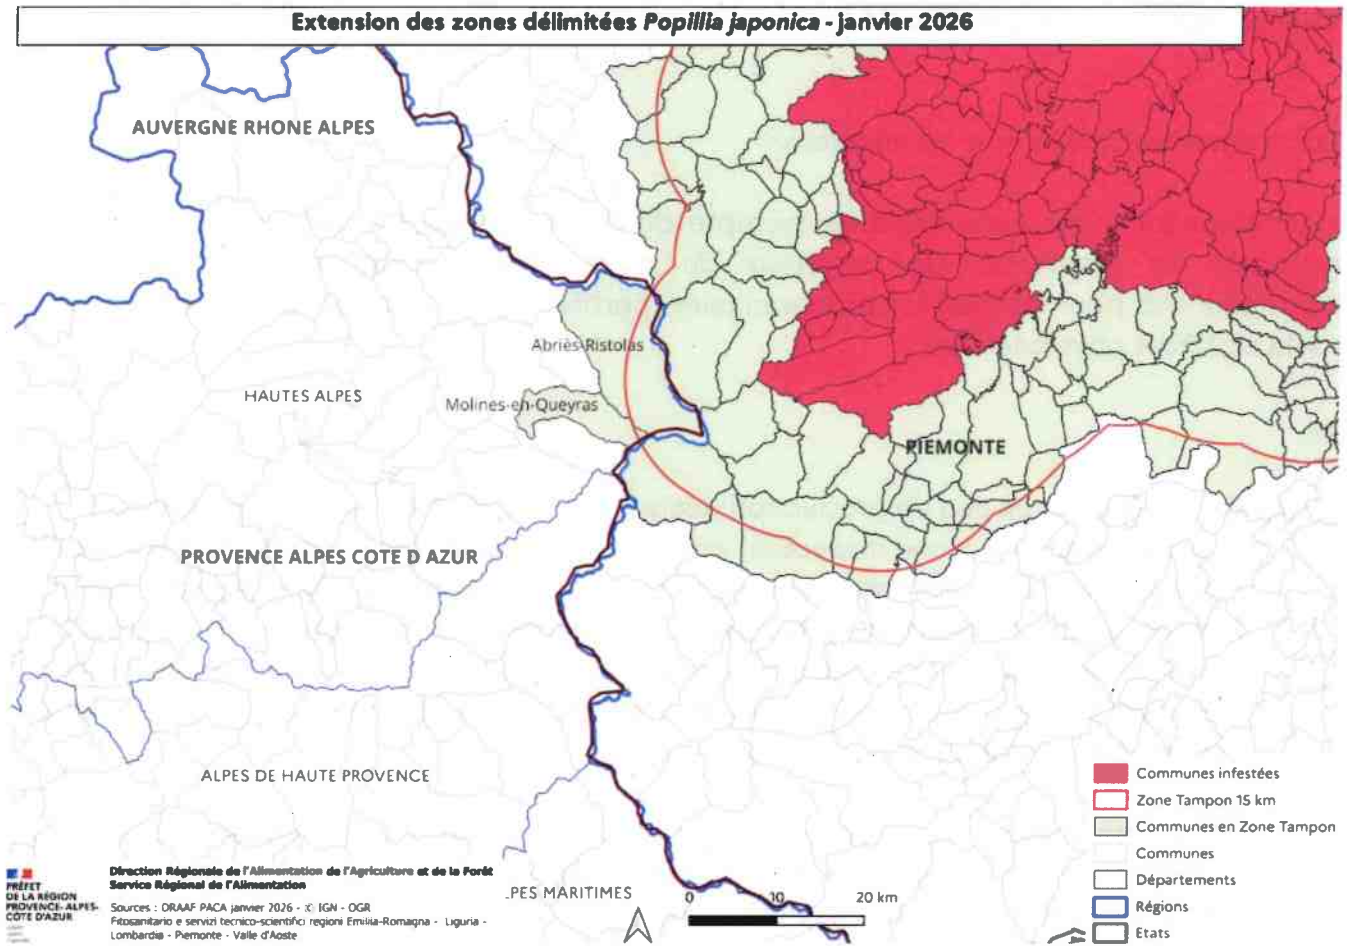 Extension des zones délimitées Popillia japonica - janvier 2026
AUVERGNE RHONE ALPES
Abriès-Ristolas
HAUTES ALPES
Molines-en-Queyras
PIEMONTE
PROVENCE ALPES COTE D AZUR
ALPES DE HAUTE PROVENCE
PES MARITIMES
0 10 20 km
Communes infestées
Zone Tampon 15 km
Communes en Zone Tampon
Communes
Départements
Régions
Etats
PRÉFET
DE LA RÉGION
PROVENCE-ALPES-
CÔTE D'AZUR
Direction Régionale de l'Alimentation de l'Agriculture et de la Forêt
Service Régional de l'Alimentation
Sources : DRAAF PACA janvier 2026 - © IGN - OGR
Fitosanitario e servizi tecnico-scientifici regioni Emilia-Romagna - Liguria -
Lombardia - Piemonte - Valle d'Aoste